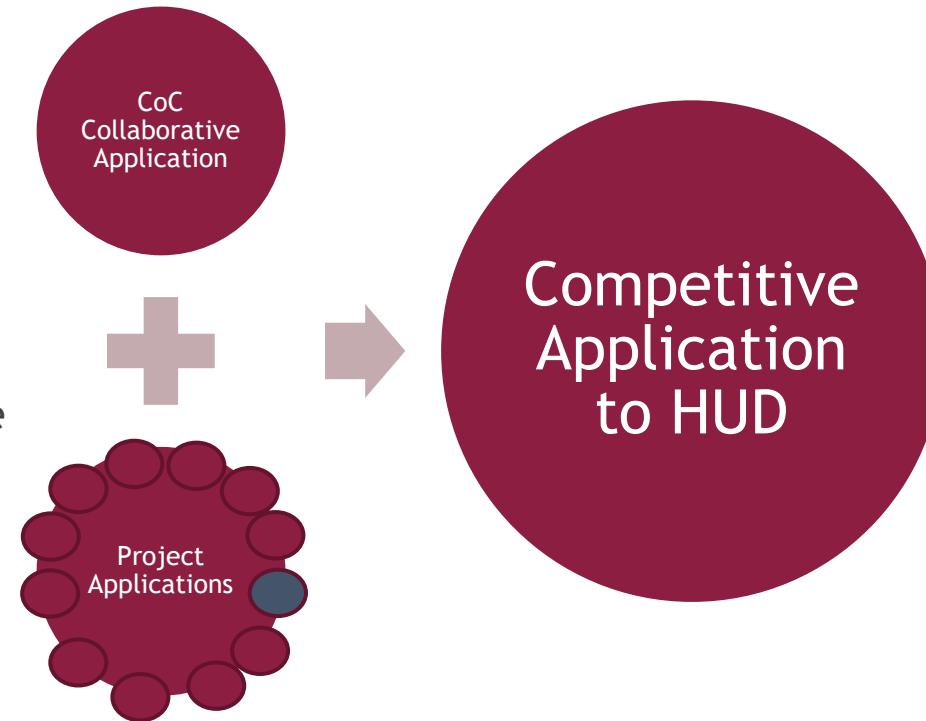 CoC
Collaborative
Application
Competitive
Application
to HUD
Project
Applications